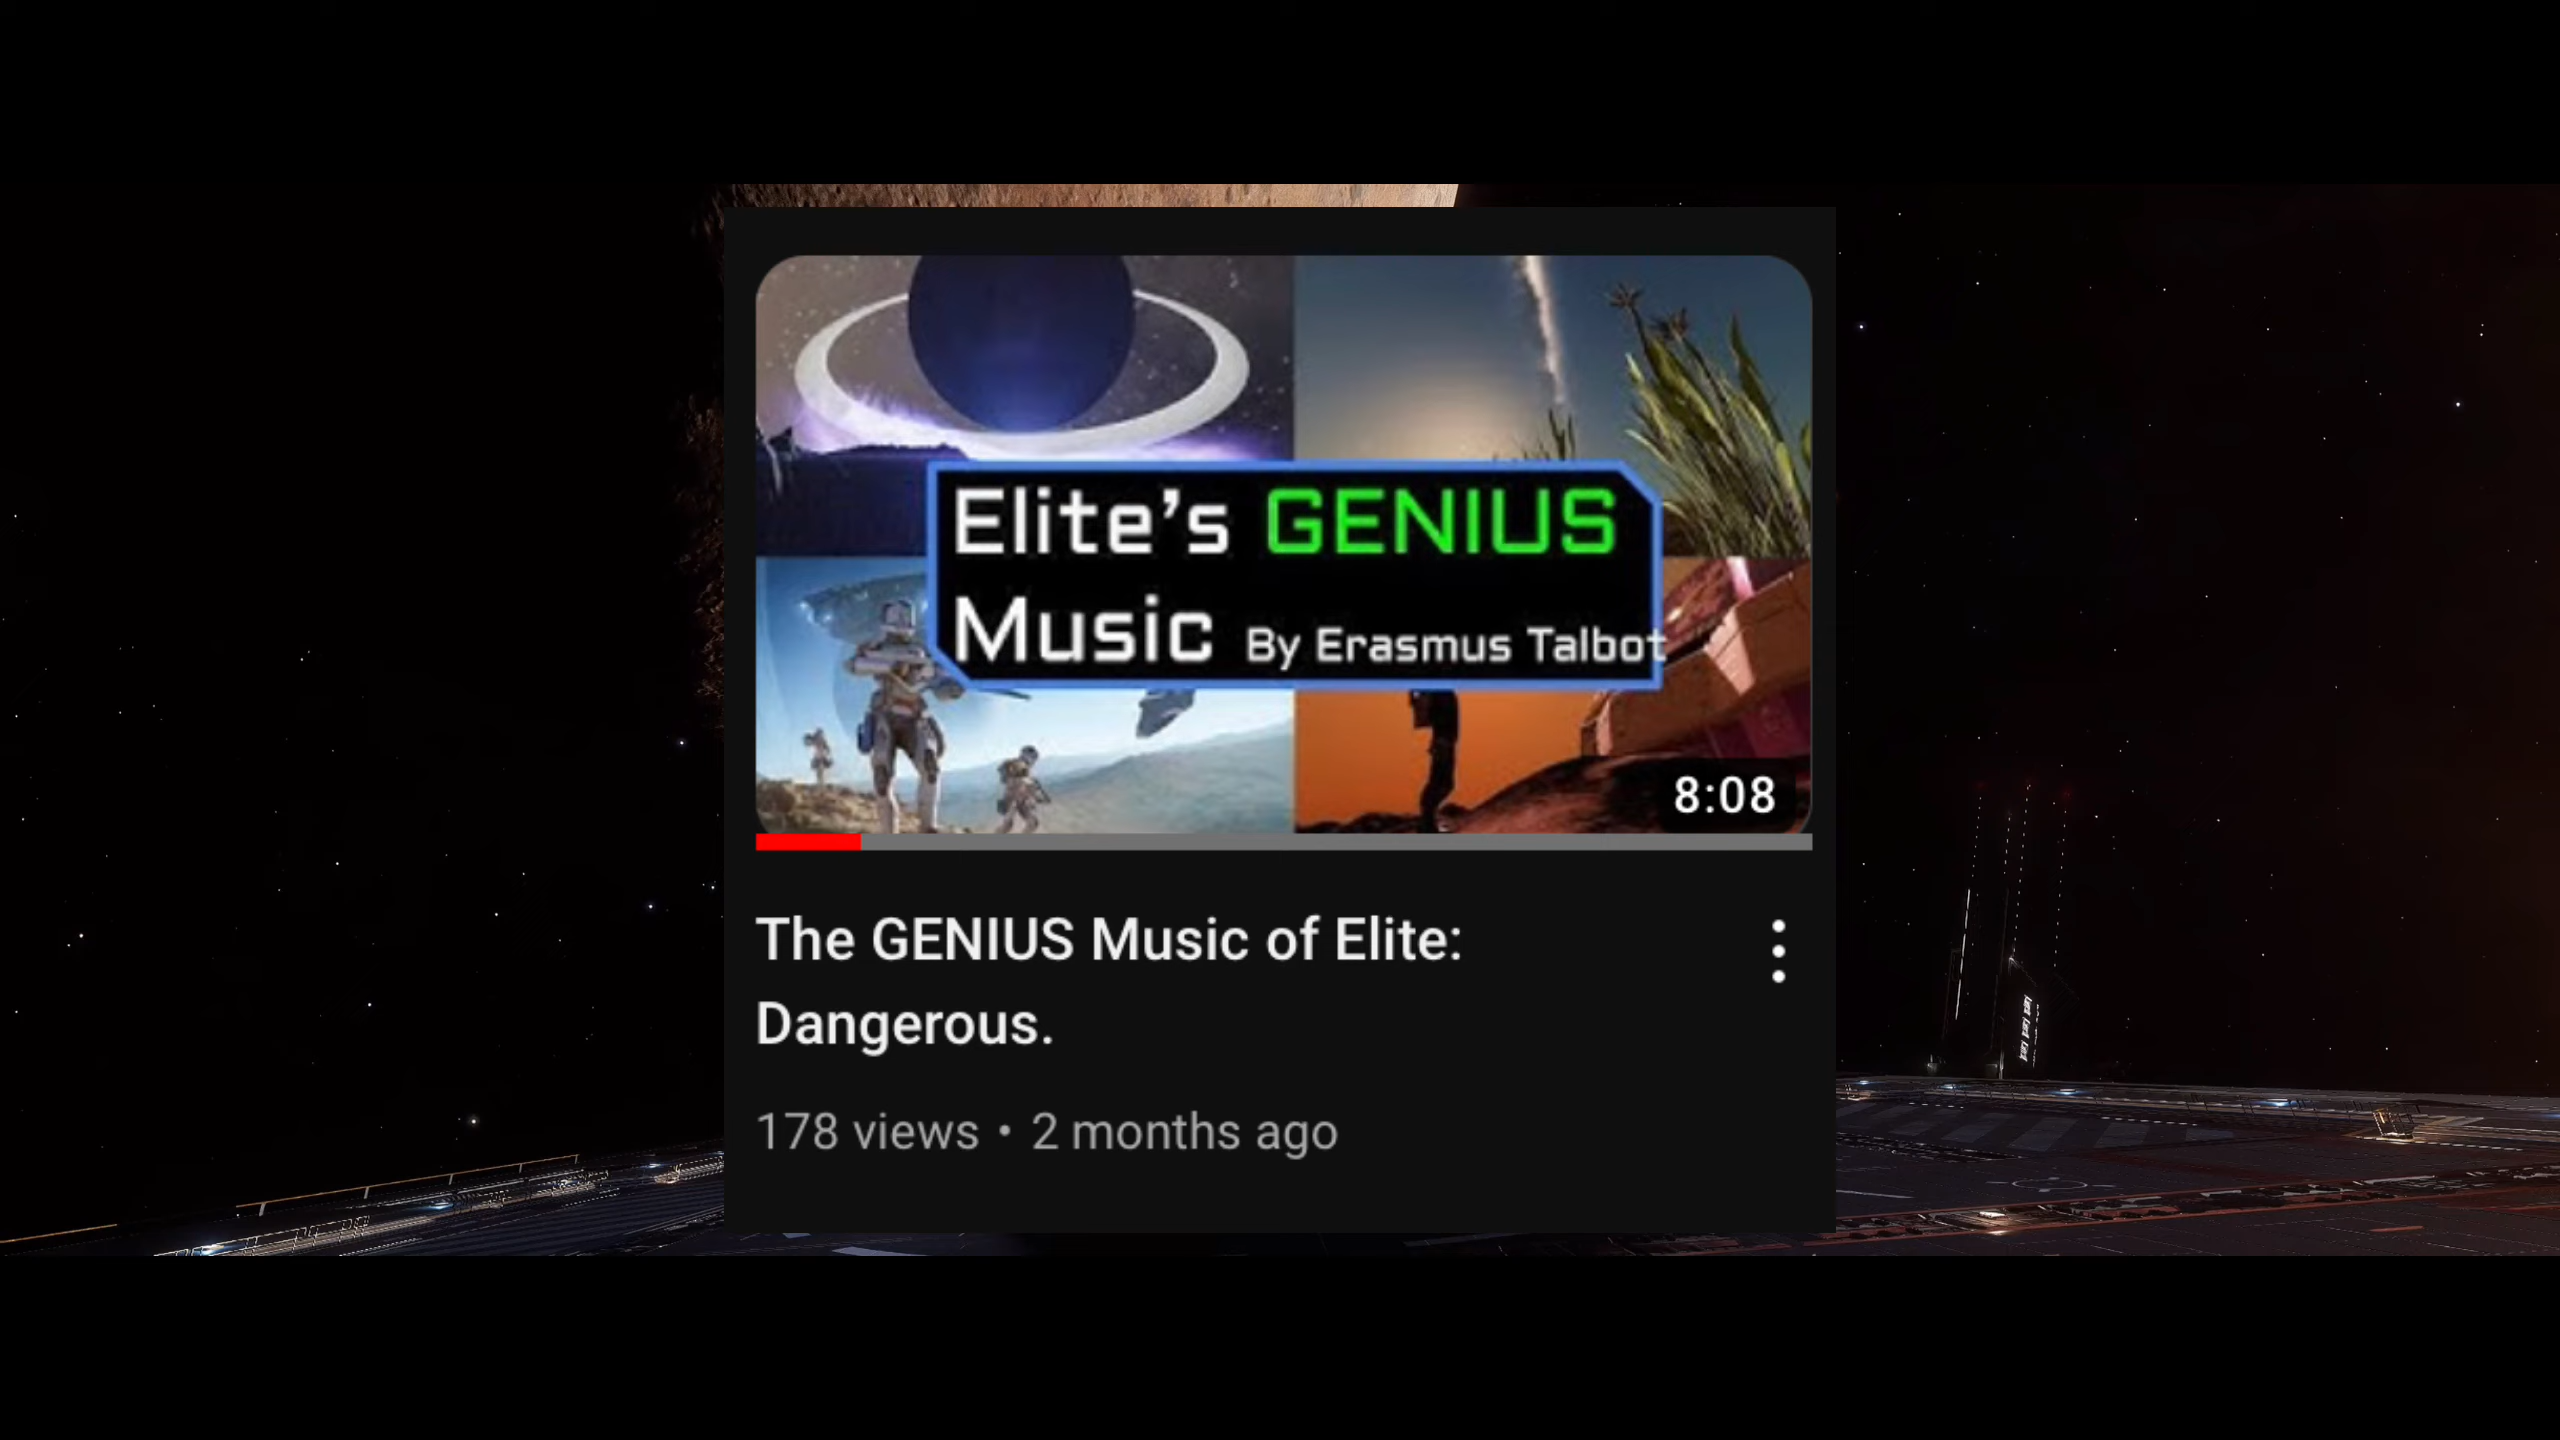 Elite’s GENIUS
Music By Erasmus Talbot
8:08
The GENIUS Music of Elite:
Dangerous.
178 views • 2 months ago